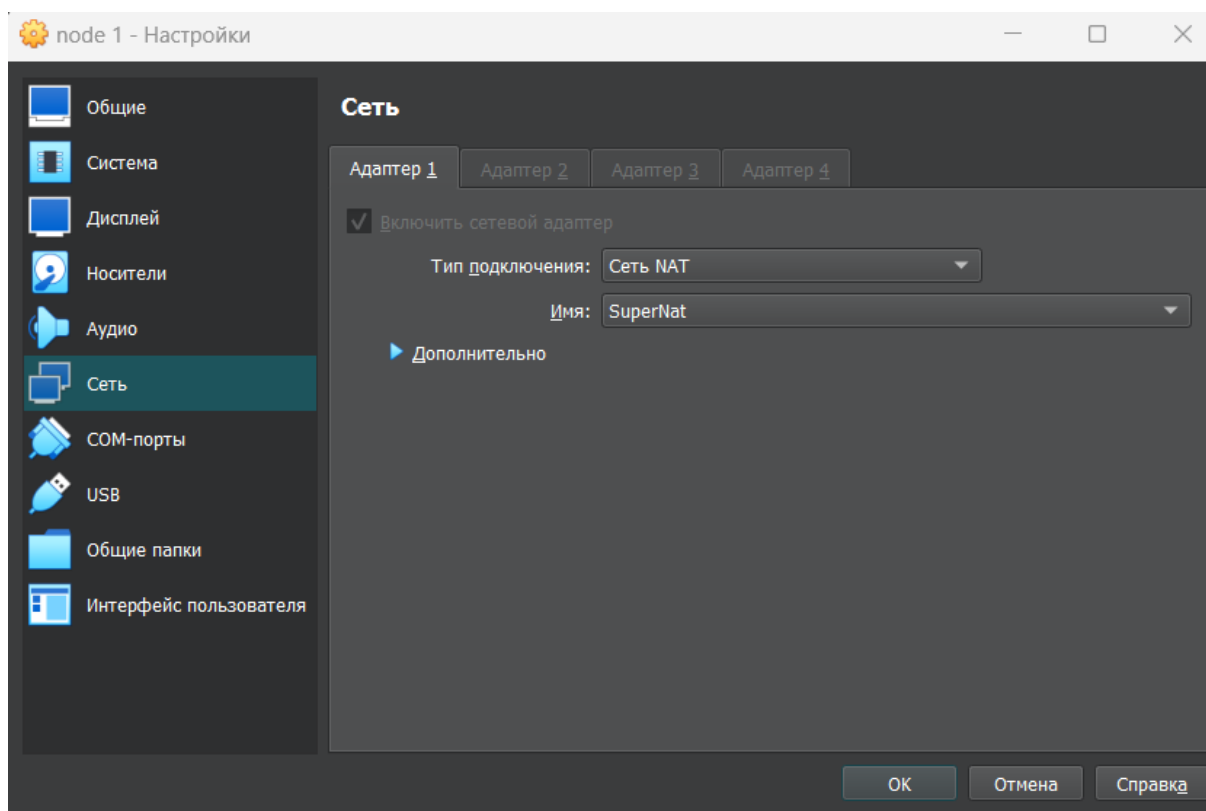 node 1 - Настройки
Общие
Система
Дисплей
Носители
Аудио
Сеть
COM-порты
USB
Общие папки
Интерфейс пользователя
Сеть
Адаптер 1 Адаптер 2 Адаптер 3 Адаптер 4
Включить сетевой адаптер
Тип подключения: Сеть NAT
Имя: SuperNat
Дополнительно
OK Отмена Справка